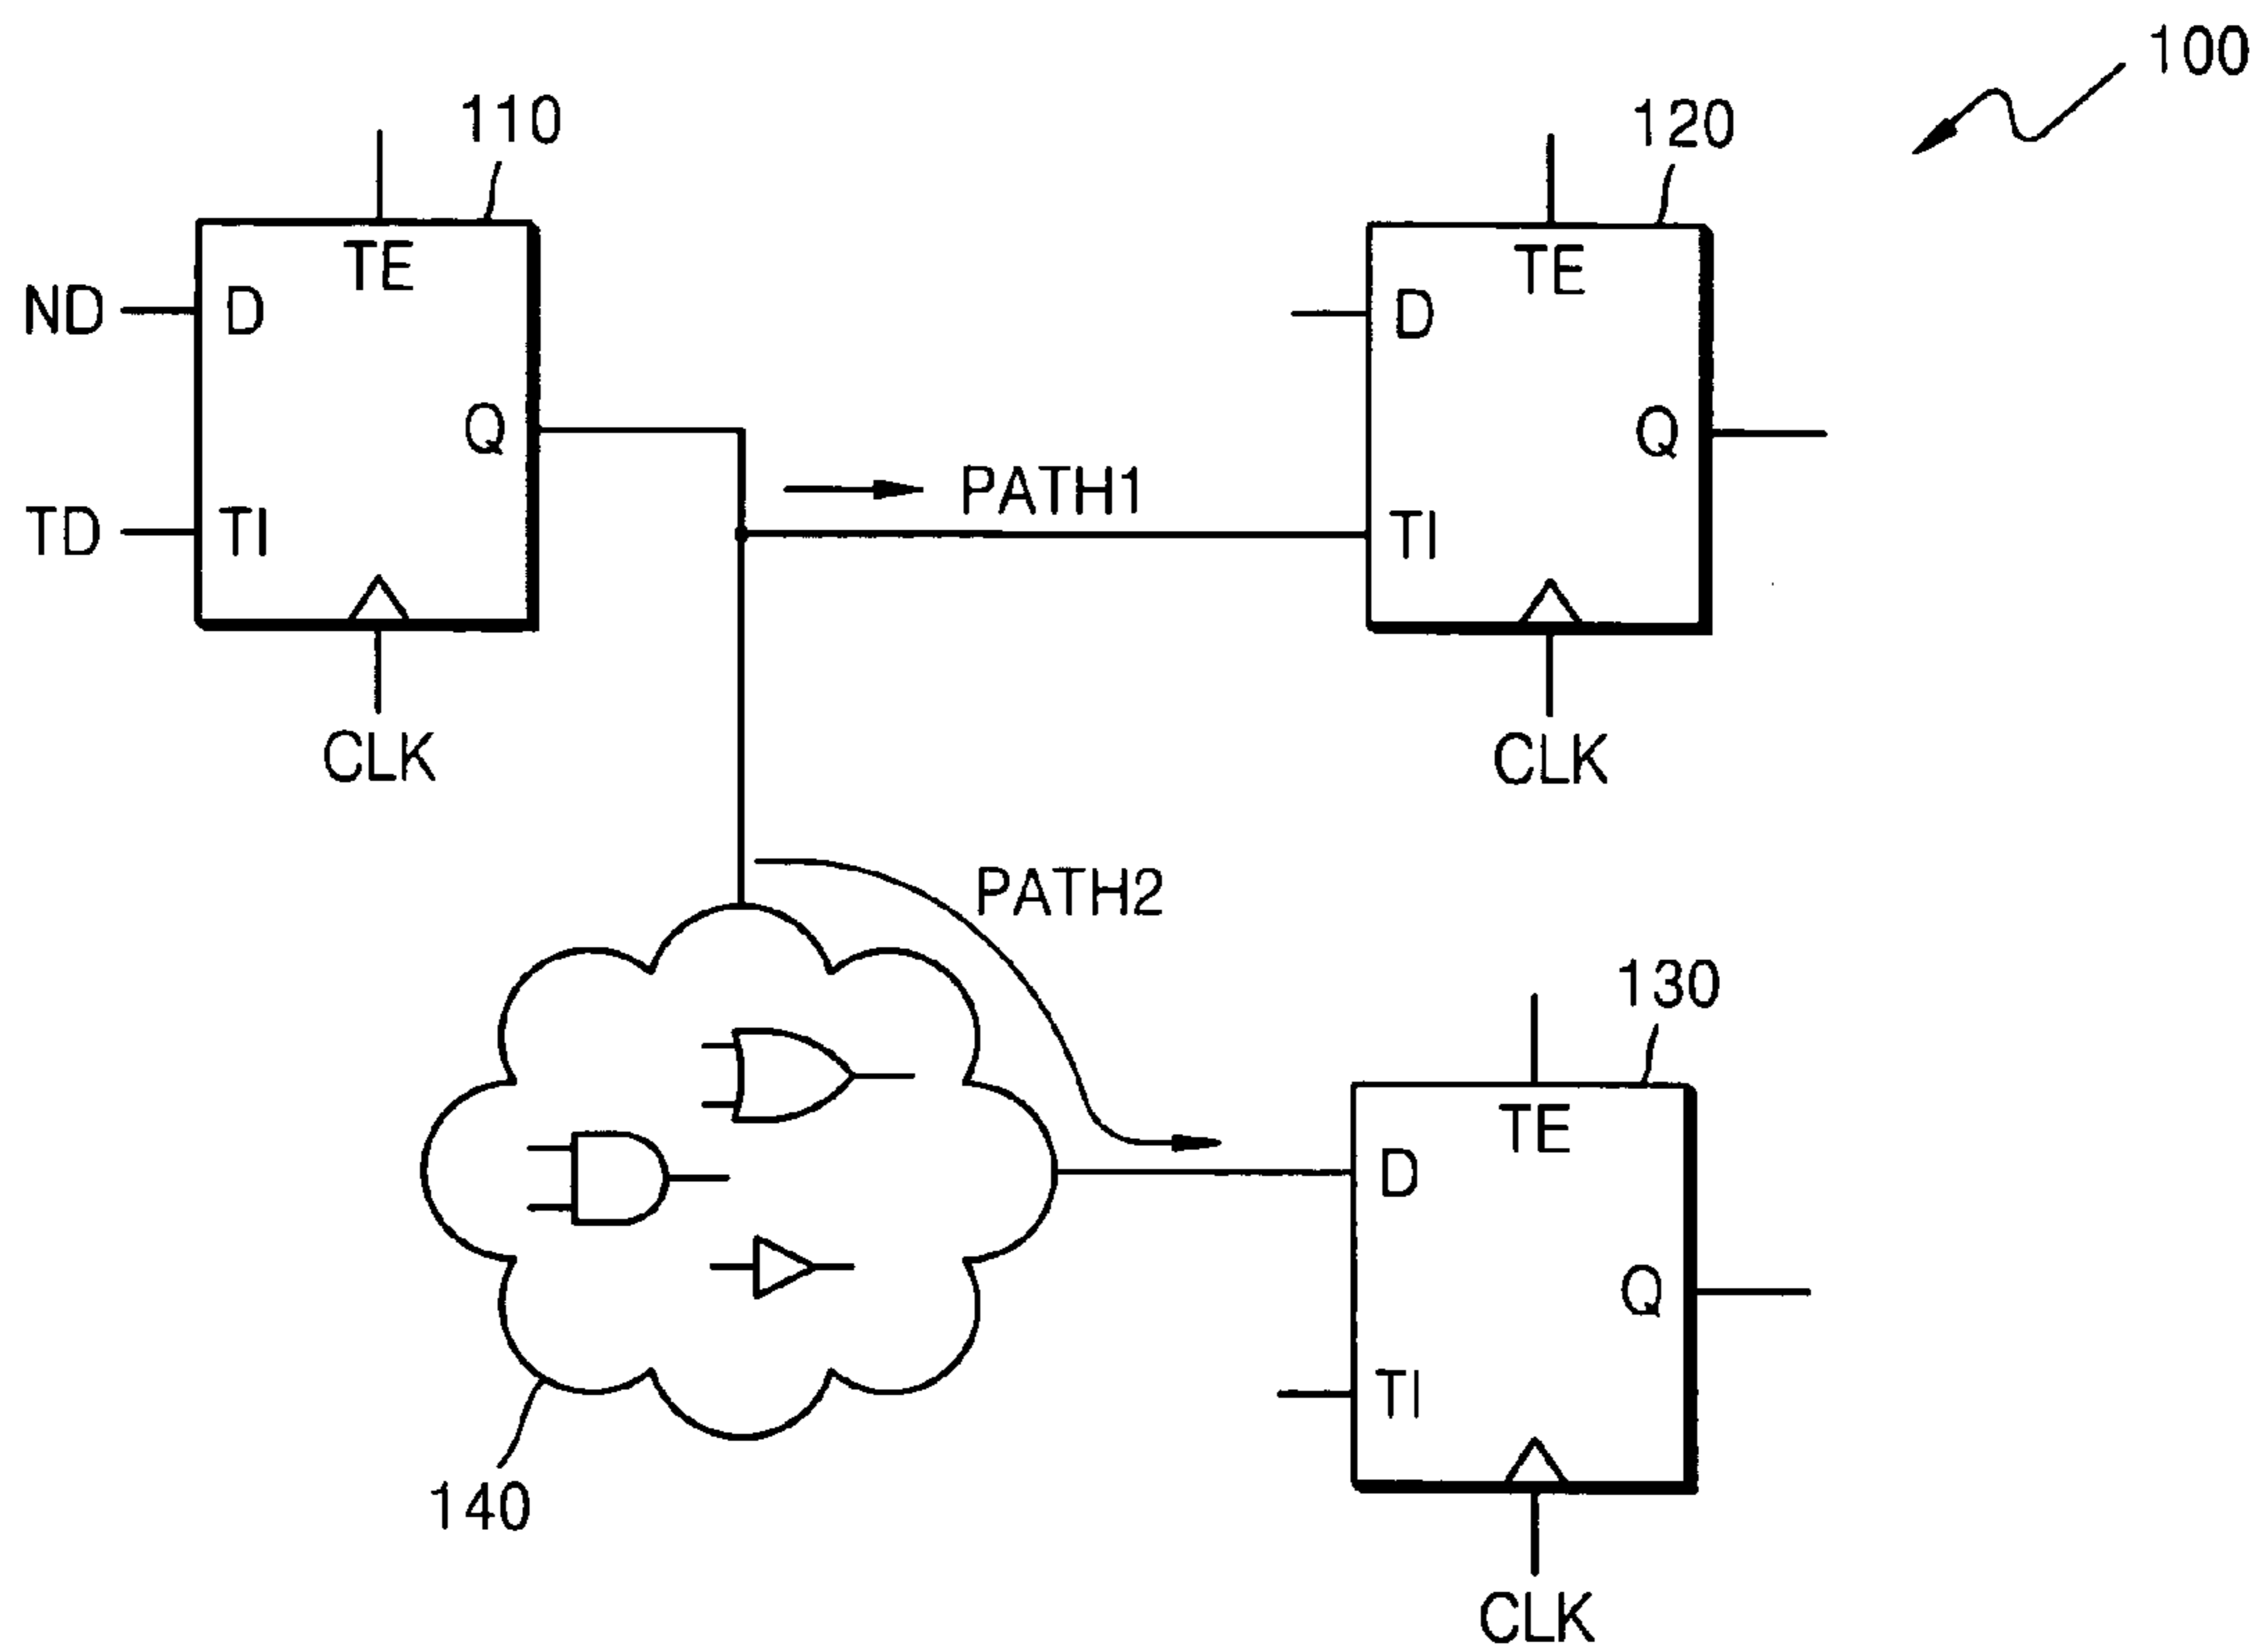 100
110
120
TE
TE
ND
D
D
Q
Q
PATH1
TD
TI
TI
CLK
CLK
PATH2
130
TE
D
Q
TI
140
CLK